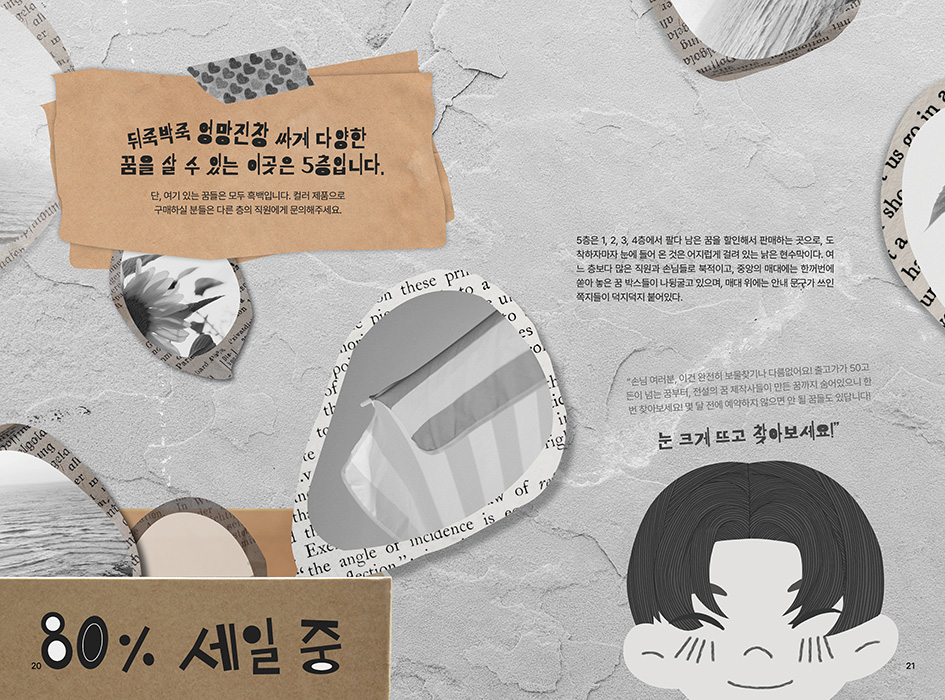 뒤죽박죽 엉망진창 싸게 다양한
꿈을 살 수 있는 이곳은 5층입니다.
단, 여기 있는 꿈들은 모두 흑백입니다. 컬러 제품으로
구매하실 분들은 다른 층의 직원에게 문의해주세요.
5층은 1, 2, 3, 4층에서 팔다 남은 꿈을 할인해서 판매하는 곳으로, 도
착하자마자 눈에 들어 온 것은 어지럽게 걸려 있는 낡은 현수막이다. 여
느 층보다 많은 직원과 손님들로 북적이고, 중앙의 매대에는 한꺼번에
쏟아 놓은 꿈 박스들이 나뒹굴고 있으며, 매대 위에는 안내 문구가 쓰인
쪽지들이 덕지덕지 붙어있다.
on these pri
to a
the angle of incidence is
"손님 여러분, 이건 완전히 보물찾기나 다름없어요! 출고가가 50고
든이 넘는 꿈부터, 전설의 꿈 제작사들이 만든 꿈까지 숨어있으니 한
번 찾아보세요! 몇 달 전에 예약하지 않으면 안 될 꿈들도 있답니다!
눈 크게 뜨고 찾아보세요!"
us go in a
80% 세일 중
20
21